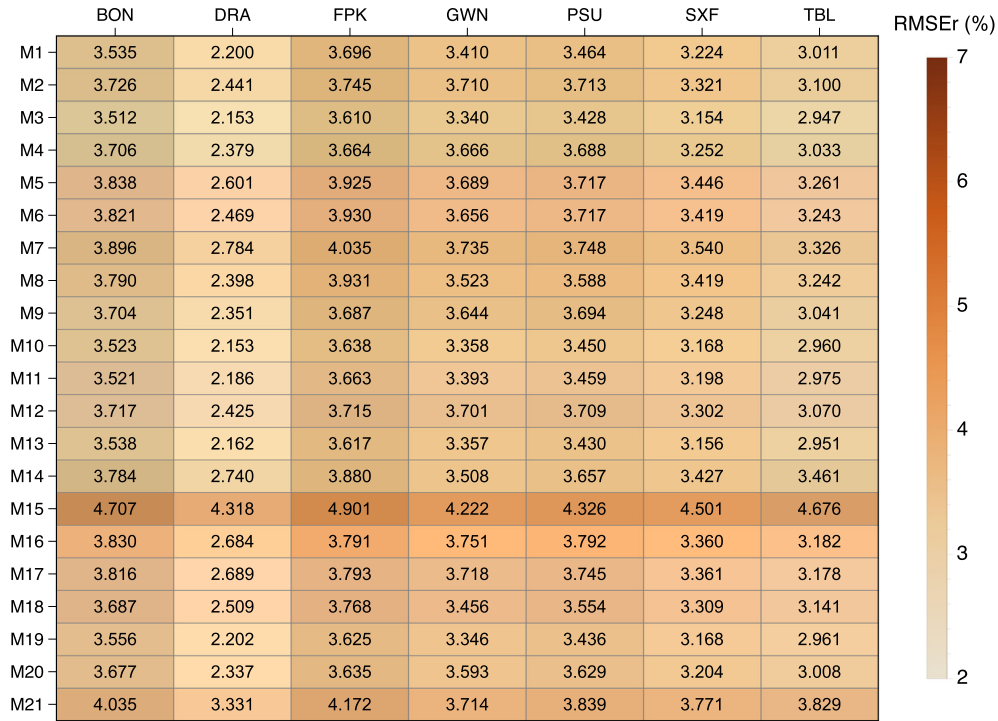 BON DRA FPK GWN PSU SXF TBL
RMSEr (%)
M1 3.535 2.200 3.696 3.410 3.464 3.224 3.011
M2 3.726 2.441 3.745 3.710 3.713 3.321 3.100
M3 3.512 2.153 3.610 3.340 3.428 3.154 2.947
M4 3.706 2.379 3.664 3.666 3.688 3.252 3.033
M5 3.838 2.601 3.925 3.689 3.717 3.446 3.261
M6 3.821 2.469 3.930 3.656 3.717 3.419 3.243
M7 3.896 2.784 4.035 3.735 3.748 3.540 3.326
M8 3.790 2.398 3.931 3.523 3.588 3.419 3.242
M9 3.704 2.351 3.687 3.644 3.694 3.248 3.041
M10 3.523 2.153 3.638 3.358 3.450 3.168 2.960
M11 3.521 2.186 3.663 3.393 3.459 3.198 2.975
M12 3.717 2.425 3.715 3.701 3.709 3.302 3.070
M13 3.538 2.162 3.617 3.357 3.430 3.156 2.951
M14 3.784 2.740 3.880 3.508 3.657 3.427 3.461
M15 4.707 4.318 4.901 4.222 4.326 4.501 4.676
M16 3.830 2.684 3.791 3.751 3.792 3.360 3.182
M17 3.816 2.689 3.793 3.718 3.745 3.361 3.178
M18 3.687 2.509 3.768 3.456 3.554 3.309 3.141
M19 3.556 2.202 3.625 3.346 3.436 3.168 2.961
M20 3.677 2.337 3.635 3.593 3.629 3.204 3.008
M21 4.035 3.331 4.172 3.714 3.839 3.771 3.829
7
6
5
4
3
2